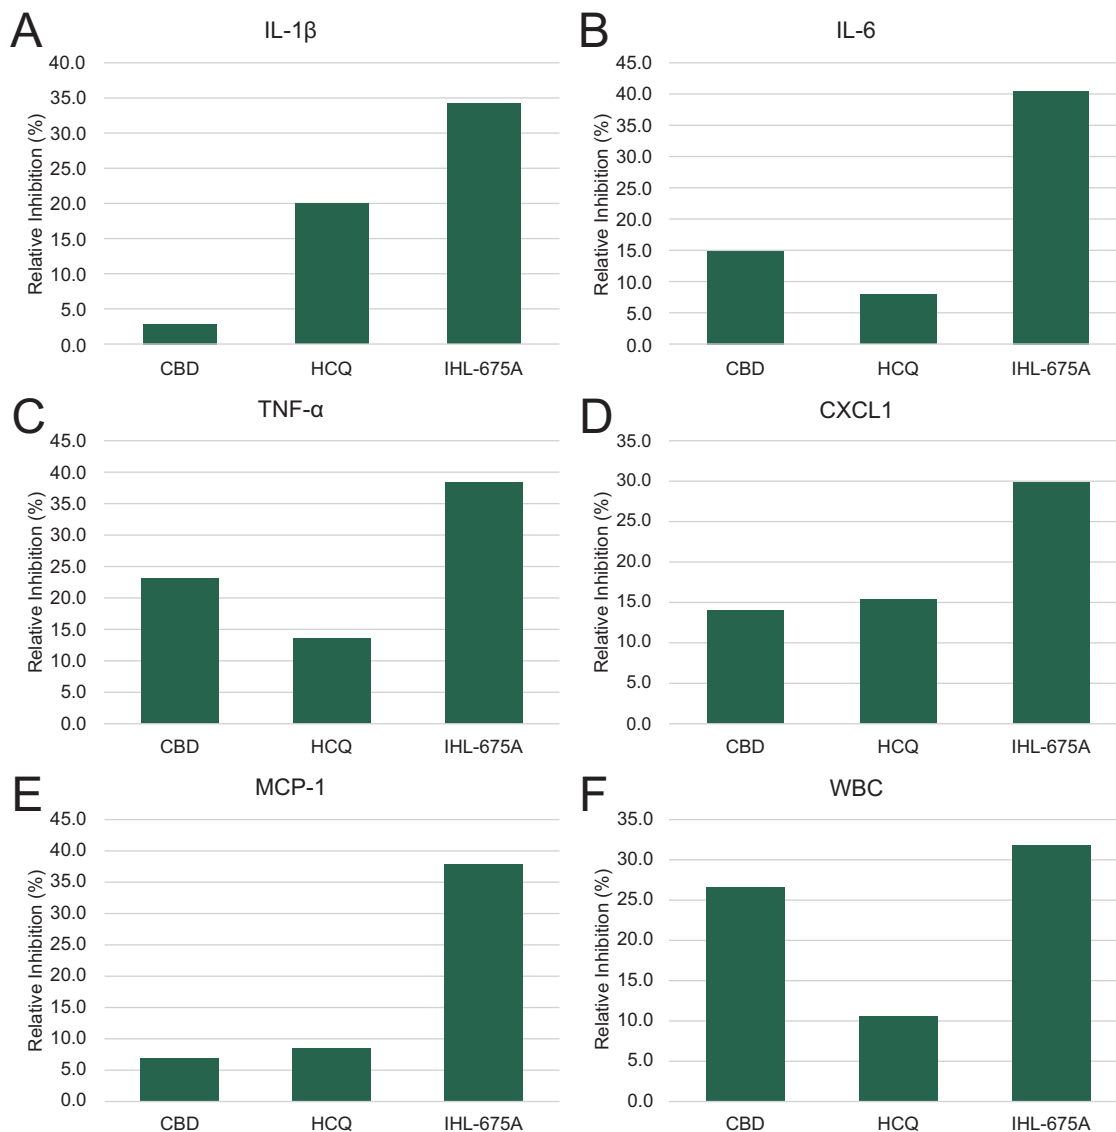 A
IL-1β
Relative Inhibition (%)
40.0
35.0
30.0
25.0
20.0
15.0
10.0
5.0
0.0
CBD HCQ IHL-675A
B
IL-6
Relative Inhibition (%)
45.0
40.0
35.0
30.0
25.0
20.0
15.0
10.0
5.0
0.0
CBD HCQ IHL-675A
C
TNF-α
Relative Inhibition (%)
45.0
40.0
35.0
30.0
25.0
20.0
15.0
10.0
5.0
0.0
CBD HCQ IHL-675A
D
CXCL1
Relative Inhibition (%)
35.0
30.0
25.0
20.0
15.0
10.0
5.0
0.0
CBD HCQ IHL-675A
E
MCP-1
Relative Inhibition (%)
45.0
40.0
35.0
30.0
25.0
20.0
15.0
10.0
5.0
0.0
CBD HCQ IHL-675A
F
WBC
Relative Inhibition (%)
35.0
30.0
25.0
20.0
15.0
10.0
5.0
0.0
CBD HCQ IHL-675A